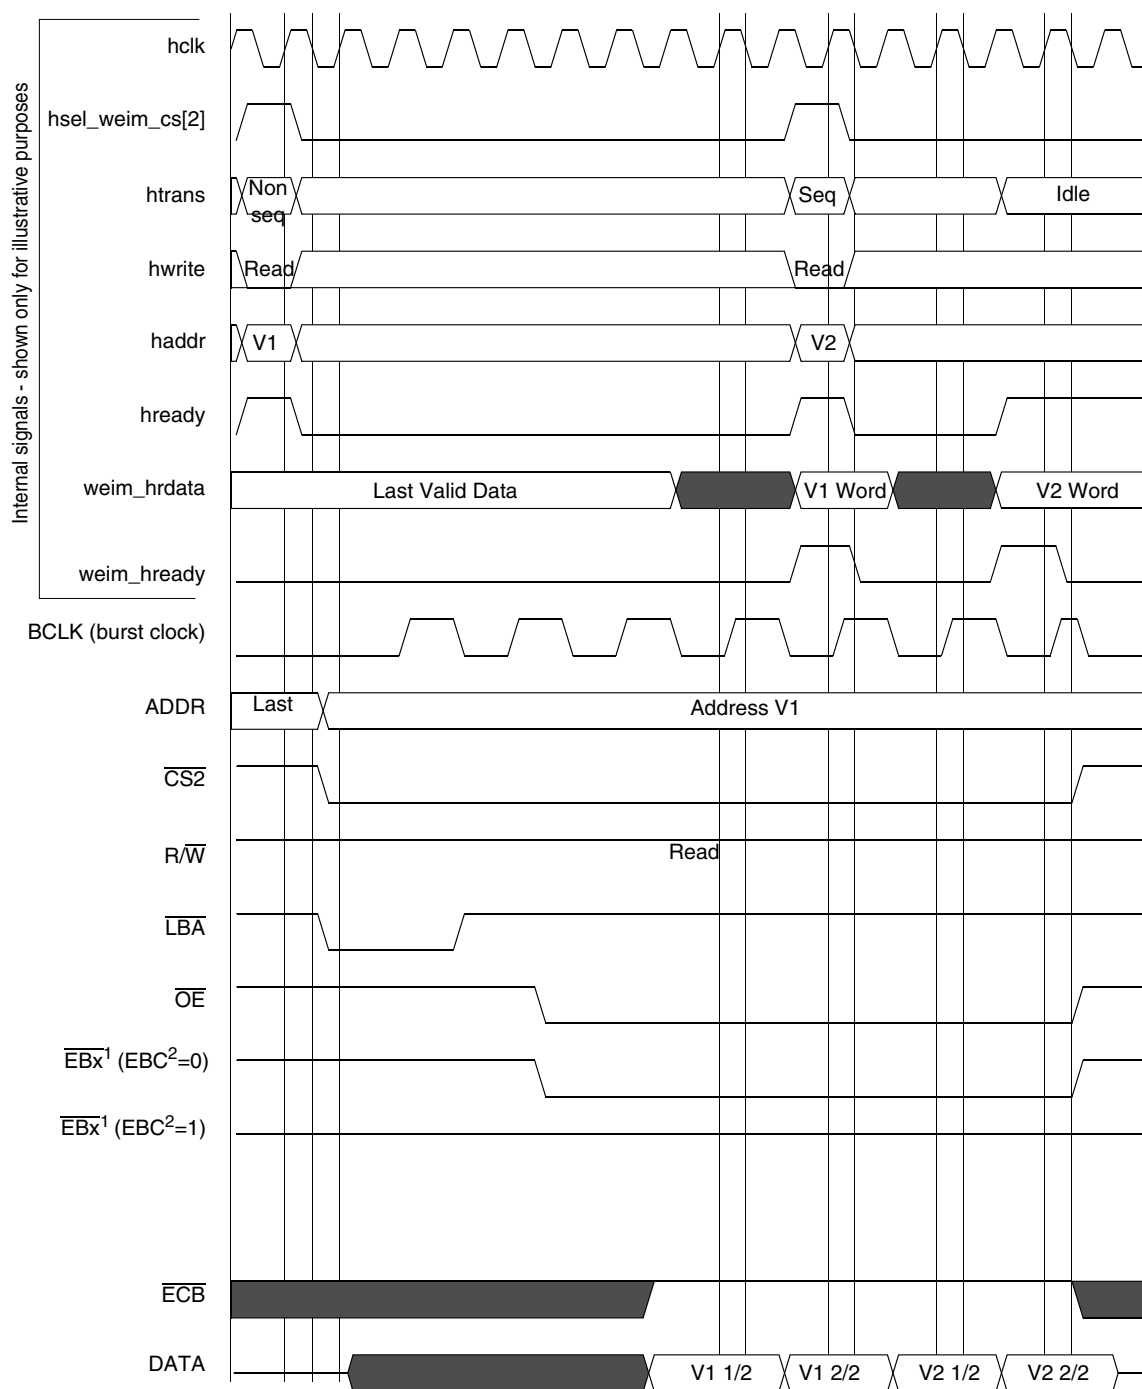 Internal signals - shown only for illustrative purposes
hclk
hsel_weim_cs[2]
htrans
Non
seq
Seq
Idle
hwrite
Read
Read
haddr
V1
V2
hready
weim_hrdata
Last Valid Data
V1 Word
V2 Word
weim_hready
BCLK (burst clock)
ADDR
Last
Address V1
CS2
R/W
Read
LBA
OE
EBx¹ (EBC²=0)
EBx¹ (EBC²=1)
ECB
DATA
V1 1/2
V1 2/2
V2 1/2
V2 2/2